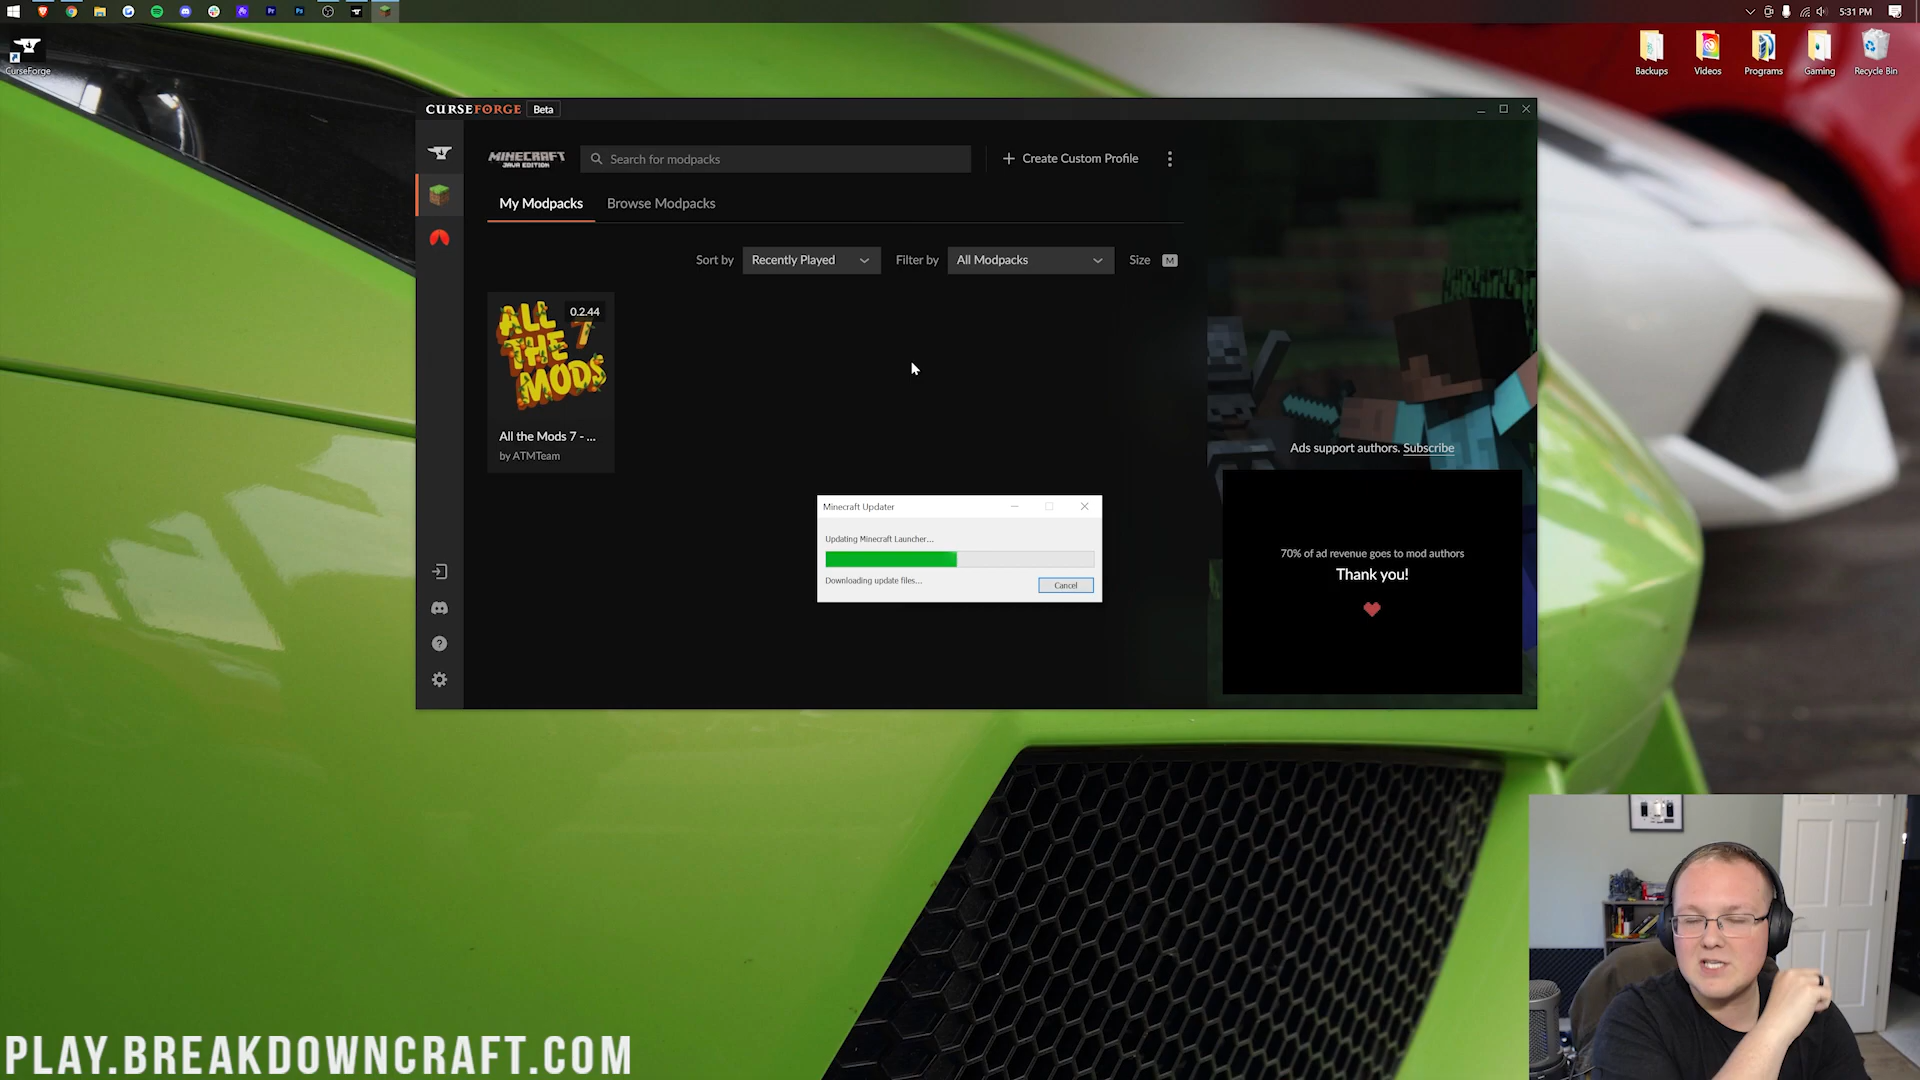 5:31 PM
CurseForge
Backups
Videos
Programs
Gaming
Recycle Bin
CURSEFORGE
Beta
MINECRAFT
JAVA EDITION
Search for modpacks
Create Custom Profile
My Modpacks
Browse Modpacks
Sort by
Recently Played
Filter by
All Modpacks
Size
M
ALL THE MODS 7
0.2.44
All the Mods 7 - ...
by ATMTeam
Ads support authors. Subscribe
Minecraft Updater
Updating Minecraft Launcher...
Downloading update files...
Cancel
70% of ad revenue goes to mod authors
Thank you!
PLAY.BREAKDOWNCRAFT.COM